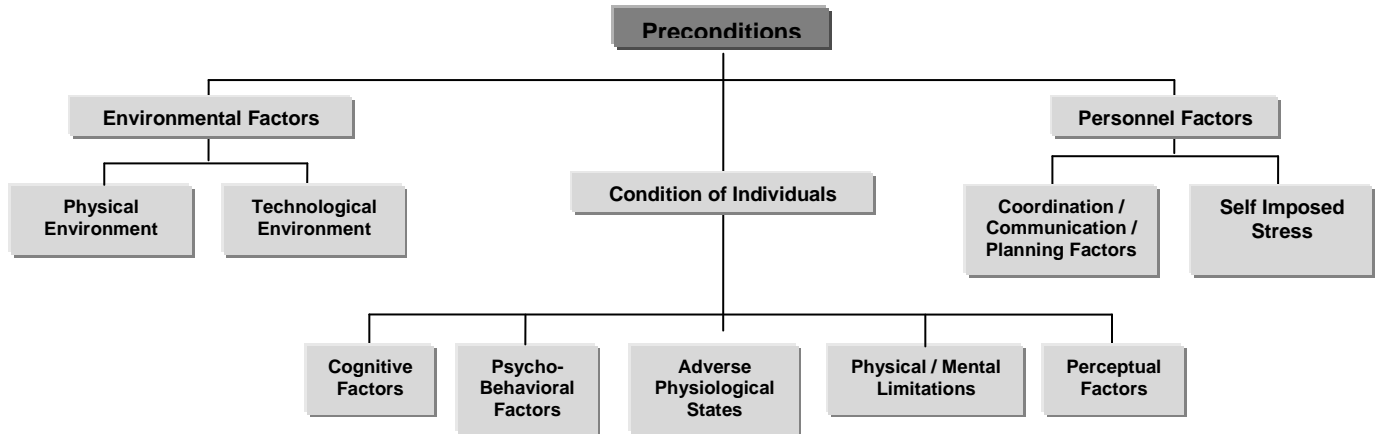 Preconditions
Environmental Factors
Personnel Factors
Condition of Individuals
Physical
Environment
Technological
Environment
Coordination /
Communication /
Planning Factors
Self Imposed
Stress
Cognitive
Factors
Psycho-
Behavioral
Factors
Adverse
Physiological
States
Physical / Mental
Limitations
Perceptual
Factors